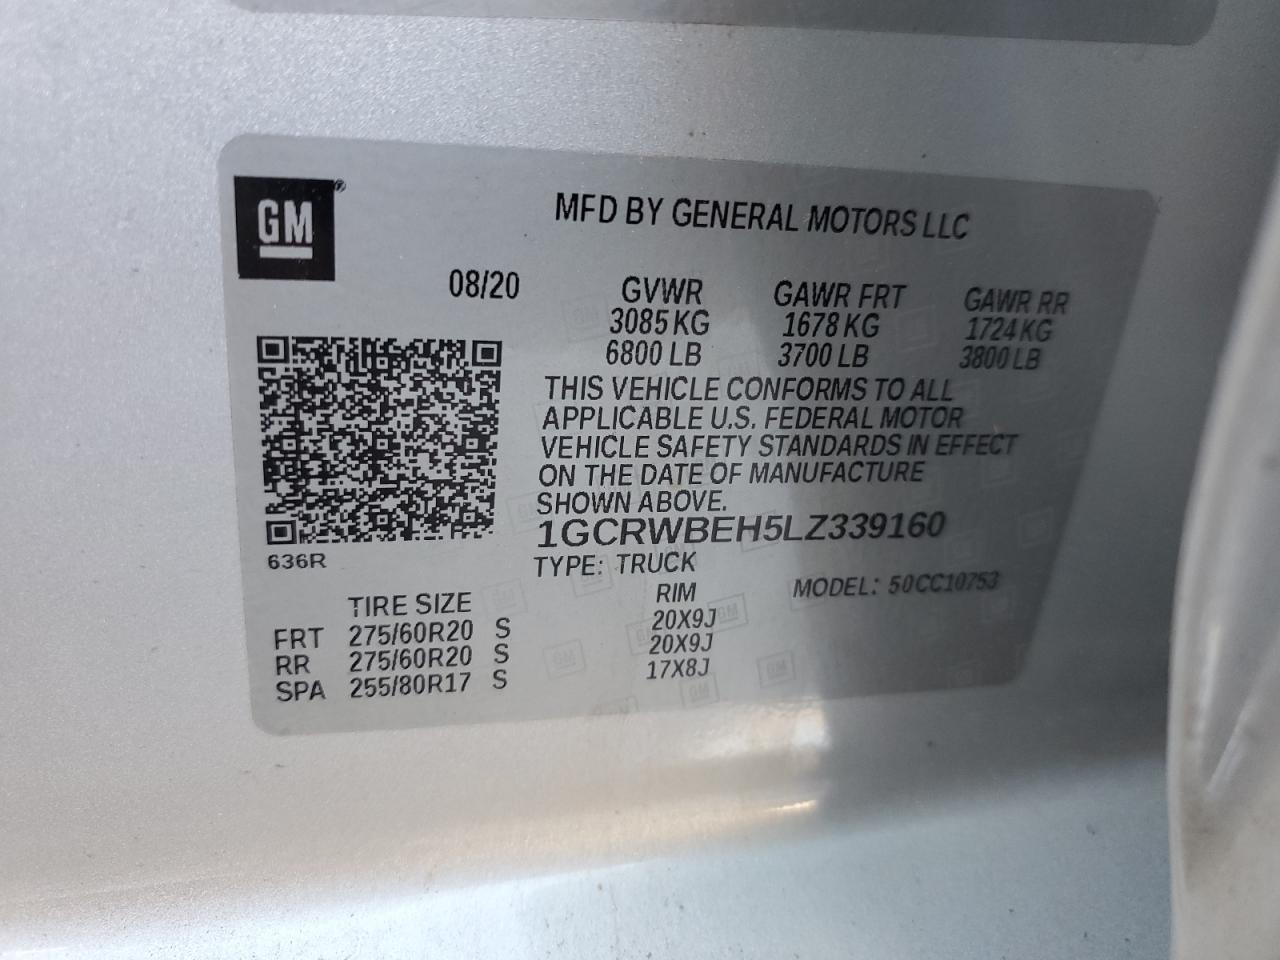 GM®
MFD BY GENERAL MOTORS LLC
08/20 GVWR GAWR FRT GAWR RR
3085 KG 1678 KG 1724 KG
6800 LB 3700 LB 3800 LB
THIS VEHICLE CONFORMS TO ALL
APPLICABLE U.S. FEDERAL MOTOR
VEHICLE SAFETY STANDARDS IN EFFECT
ON THE DATE OF MANUFACTURE
SHOWN ABOVE.
1GCRWBEH5LZ339160
636R
TYPE: TRUCK MODEL: 50CC10753
TIRE SIZE RIM
FRT 275/60R20 S 20X9J
RR 275/60R20 S 20X9J
SPA 255/80R17 S 17X8J